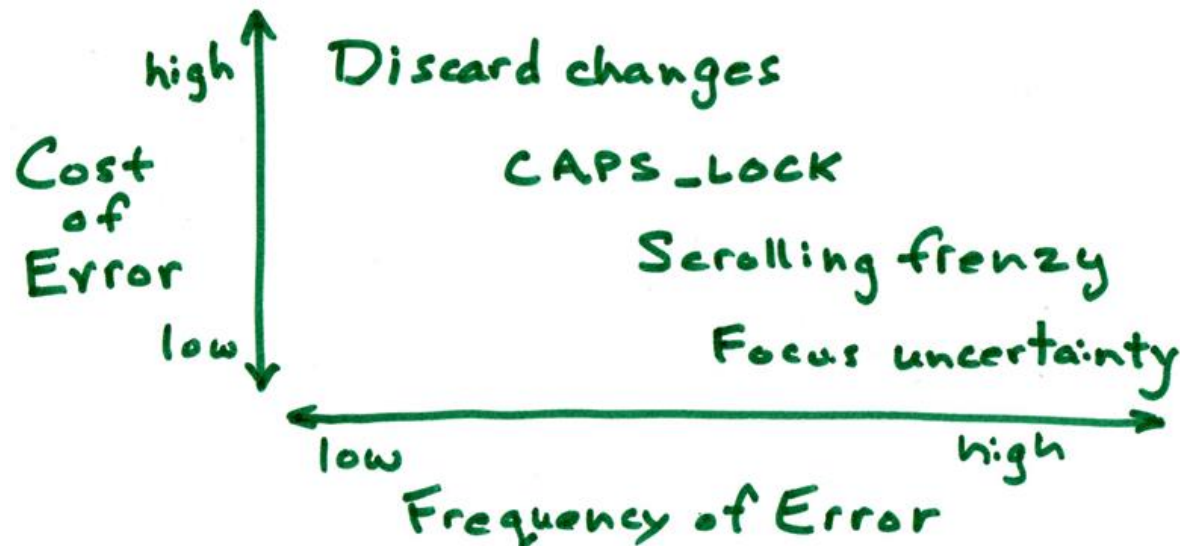 high
Discard changes
Cost
of
Error
CAPS_LOCK
Scrolling frenzy
low
Focus uncertainty
low
high
Frequency of Error